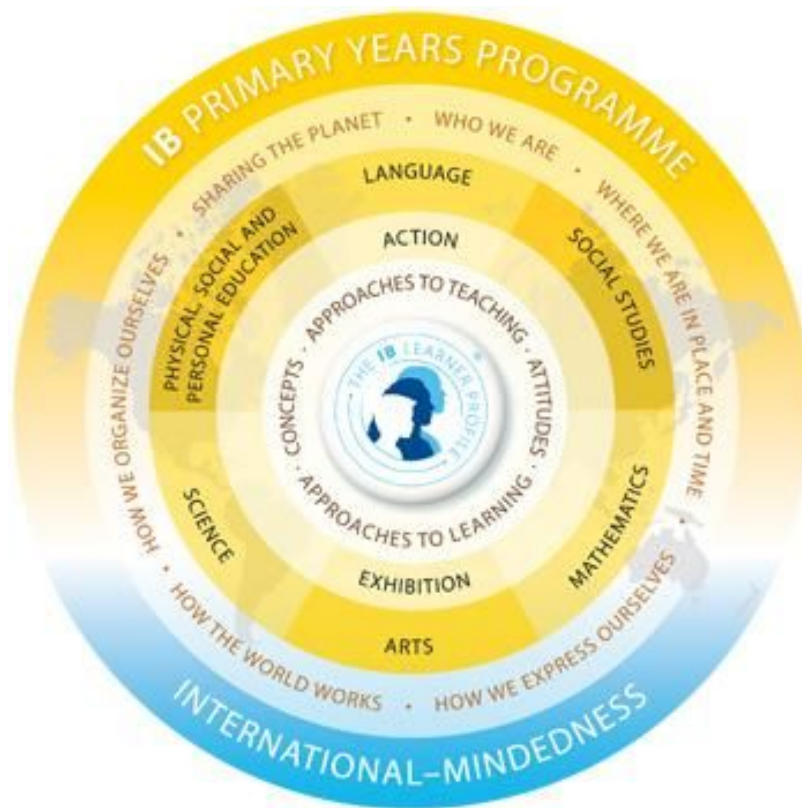 IB PRIMARY YEARS PROGRAMME
SHARING THE PLANET • WHO WE ARE • WHERE WE ARE IN PLACE AND TIME •
HOW WE EXPRESS OURSELVES • HOW THE WORLD WORKS • HOW WE ORGANIZE OURSELVES •
LANGUAGE
SOCIAL STUDIES
MATHEMATICS
ARTS
SCIENCE
PHYSICAL, SOCIAL AND
PERSONAL EDUCATION
ACTION
EXHIBITION
APPROACHES TO TEACHING · ATTITUDES ·
APPROACHES TO LEARNING · CONCEPTS ·
THE IB LEARNER PROFILE
®
INTERNATIONAL–MINDEDNESS